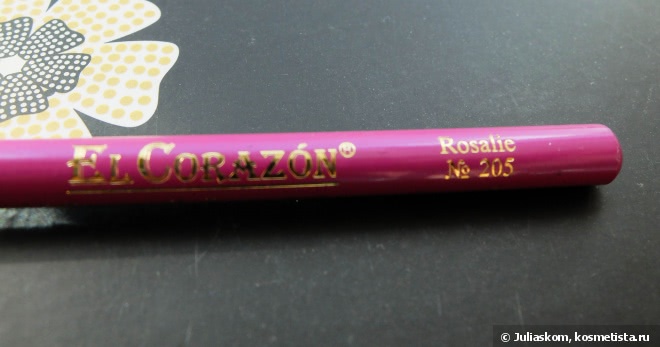 EL CORAZÓN®
Rosalie
№ 205
© Juliaskom, kosmetista.ru